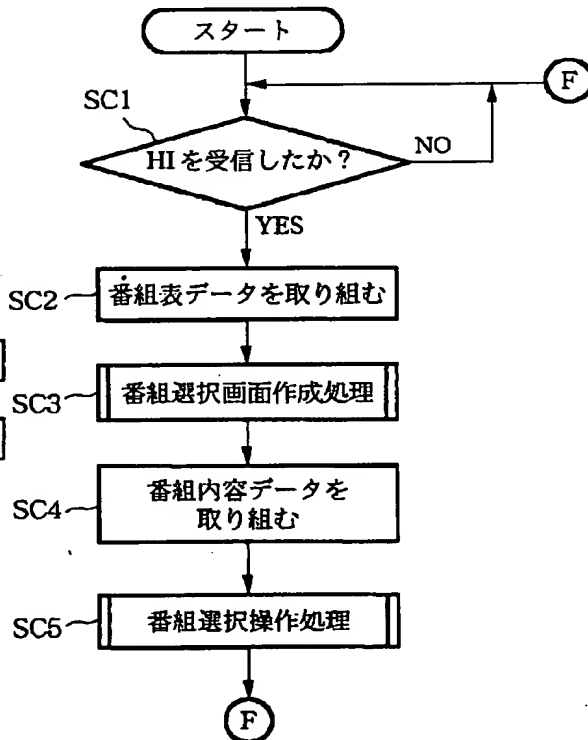 スタート
F
SC1
HIを受信したか？
NO
YES
SC2
番組表データを取り組む
SC3
番組選択画面作成処理
SC4
番組内容データを
取り組む
SC5
番組選択操作処理
F